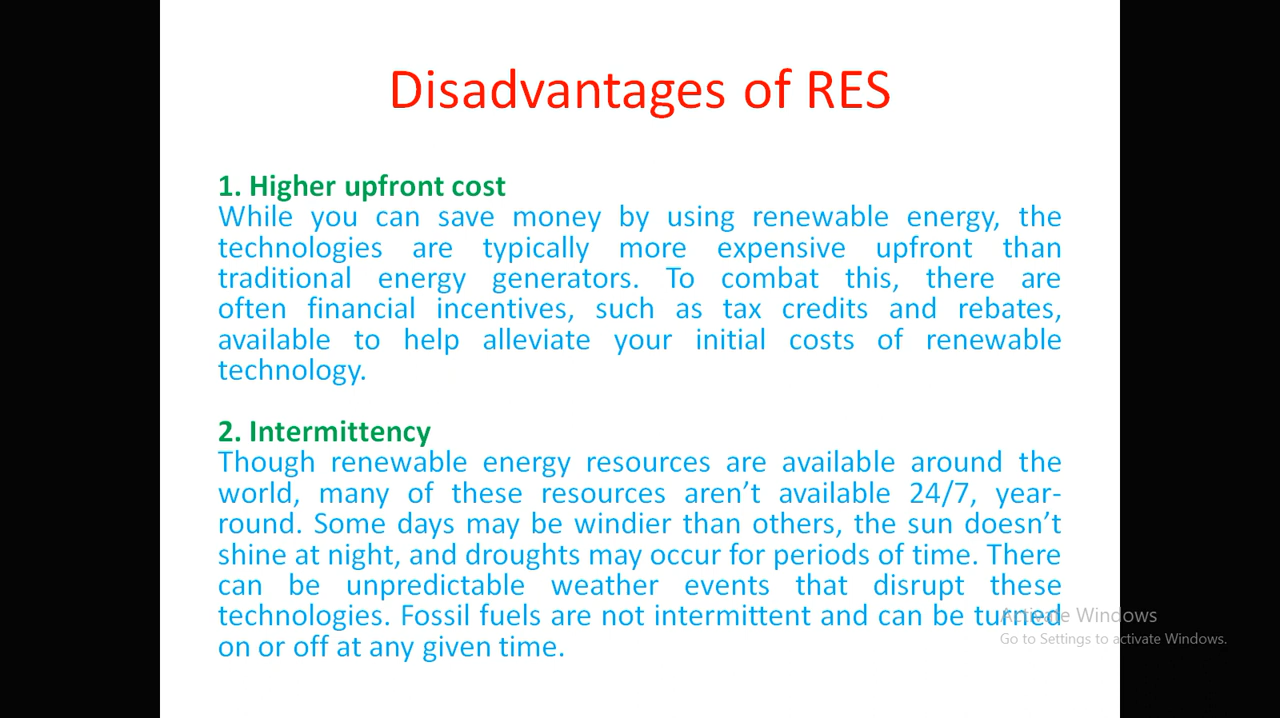 Disadvantages of RES
1. Higher upfront cost
While you can save money by using renewable energy, the
technologies are typically more expensive upfront than
traditional energy generators. To combat this, there are
often financial incentives, such as tax credits and rebates,
available to help alleviate your initial costs of renewable
technology.
2. Intermittency
Though renewable energy resources are available around the
world, many of these resources aren’t available 24/7, year-
round. Some days may be windier than others, the sun doesn’t
shine at night, and droughts may occur for periods of time. There
can be unpredictable weather events that disrupt these
technologies. Fossil fuels are not intermittent and can be turned
on or off at any given time.
Activate Windows
Go to Settings to activate Windows.